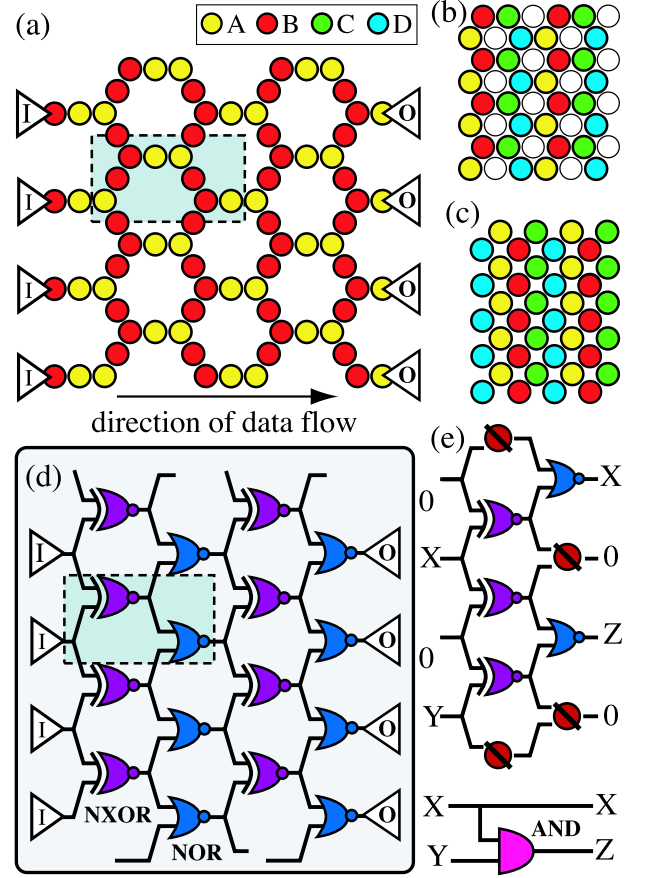 (a)
A B C D
(b)
I O
I O
I O
I O
direction of data flow
(c)
(d)
I O
I O
I O
I O
NXOR
NOR
(e)
0 X
X 0
0 Z
Y 0
X X
AND
Y Z